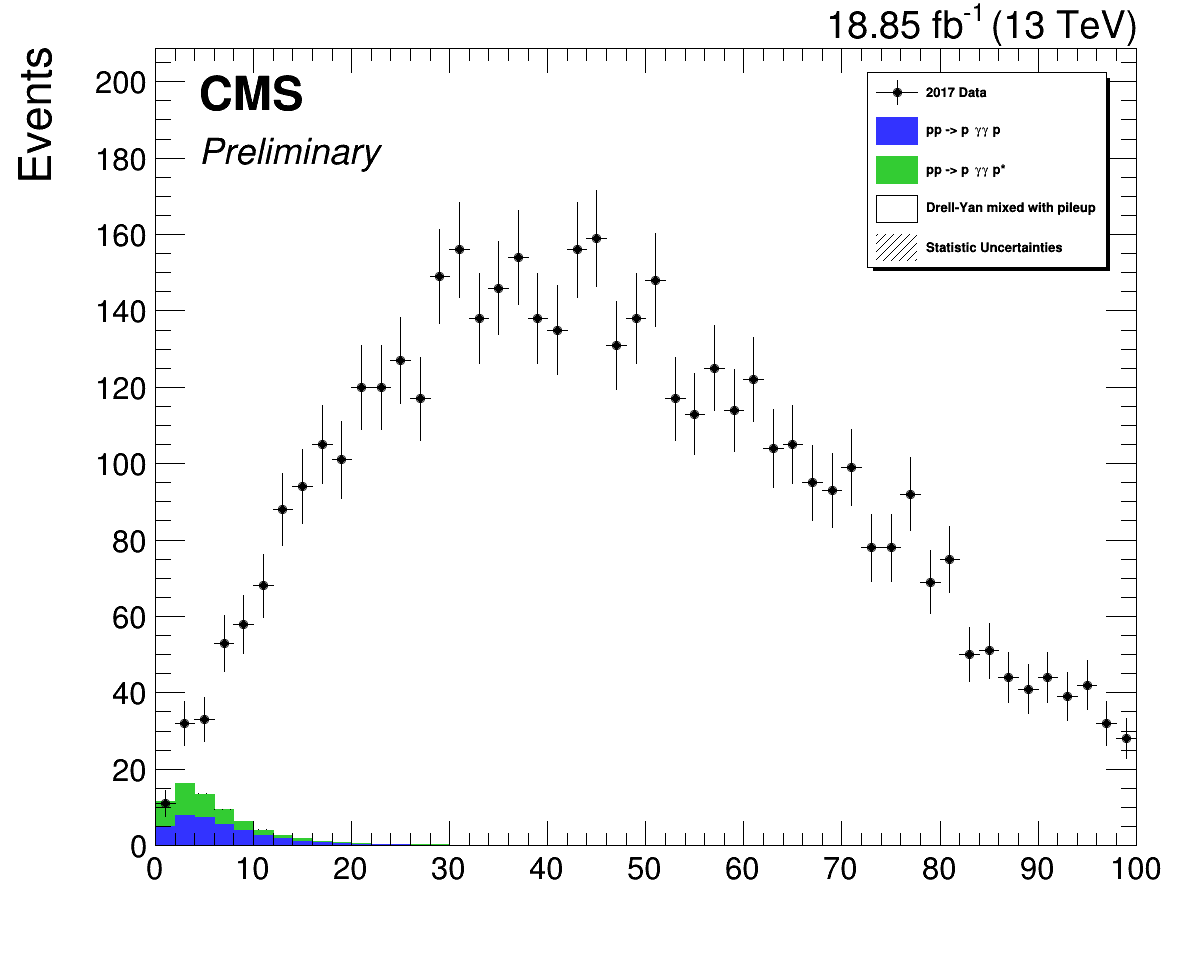 18.85 fb-1 (13 TeV)
Events
CMS
Preliminary
2017 Data
pp -> p γγ p
pp -> p γγ p*
Drell-Yan mixed with pileup
Statistic Uncertainties
200
180
160
140
120
100
80
60
40
20
0
0 10 20 30 40 50 60 70 80 90 100